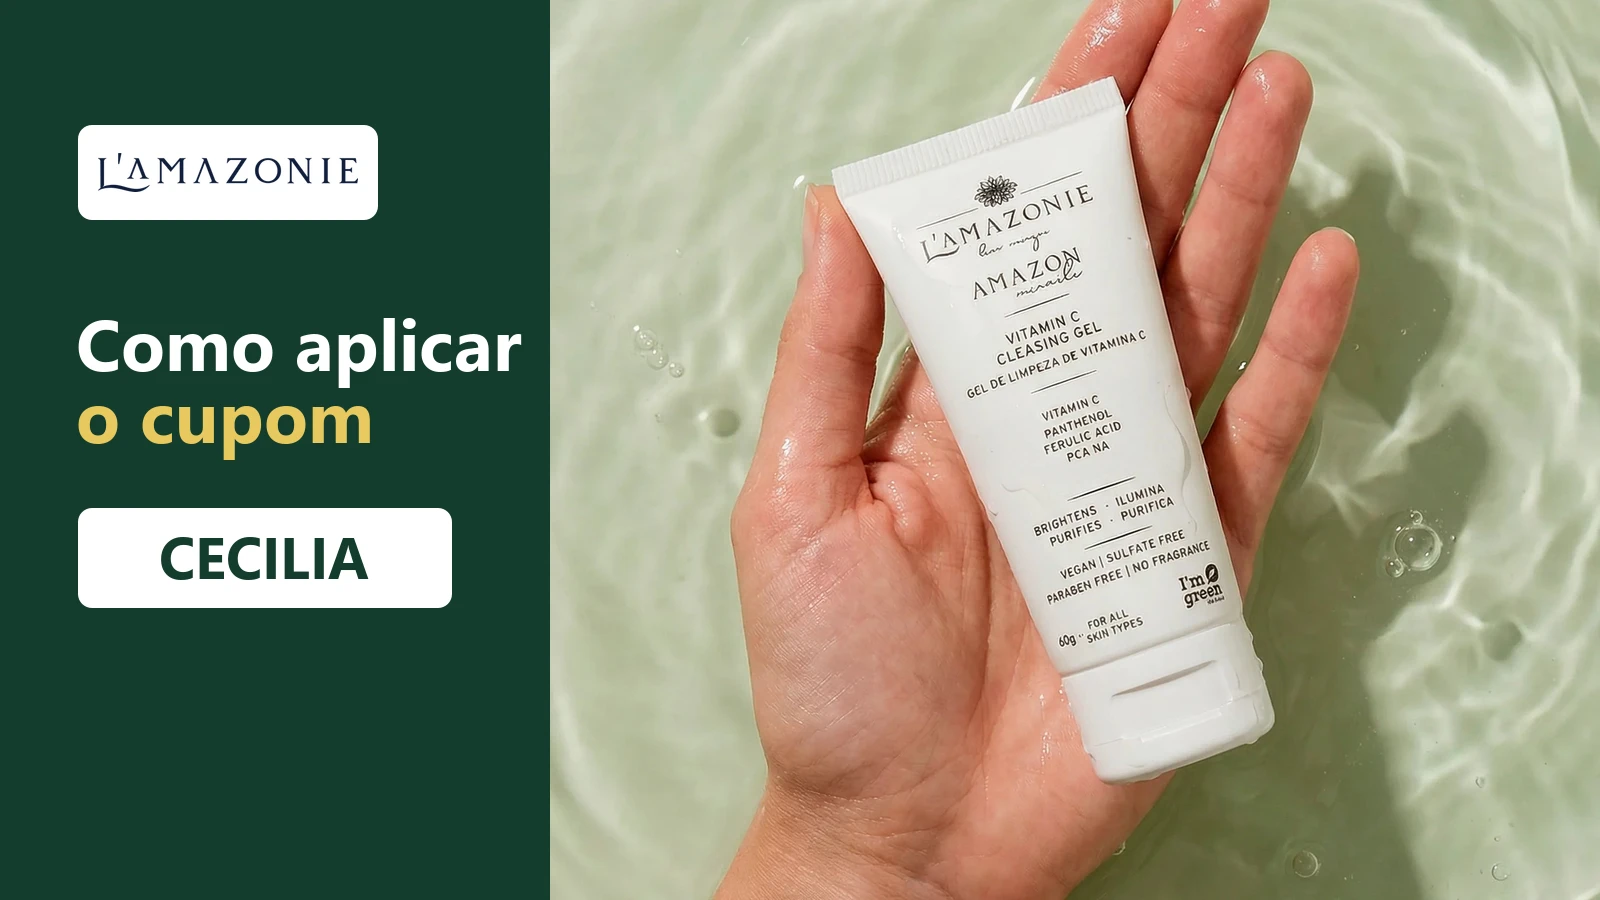 L'AMAZONIE
Como aplicar
o cupom
CECILIA
L'AMAZONIE
AMAZON
miracle
VITAMIN C
CLEASING GEL
GEL DE LIMPEZA DE VITAMINA C
VITAMIN C
PANTHENOL
FERULIC ACID
PCA NA
BRIGHTENS · ILUMINA
PURIFIES · PURIFICA
VEGAN | SULFATE FREE
PARABEN FREE | NO FRAGRANCE
I'm
green
FOR ALL
60g SKIN TYPES